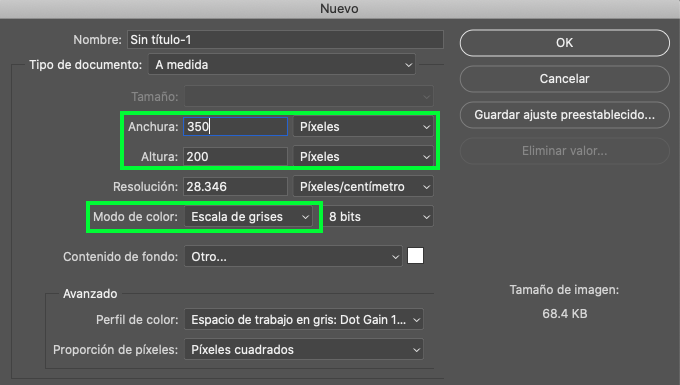 Nuevo
Nombre: Sin título-1
OK
Tipo de documento: A medida
Cancelar
Tamaño:
Anchura: 350 Píxeles
Guardar ajuste preestablecido...
Altura: 200 Píxeles
Eliminar valor...
Resolución: 28.346 Píxeles/centímetro
Modo de color: Escala de grises 8 bits
Contenido de fondo: Otro...
Avanzado
Tamaño de imagen:
Perfil de color: Espacio de trabajo en gris: Dot Gain 1...
68.4 KB
Proporción de píxeles: Píxeles cuadrados